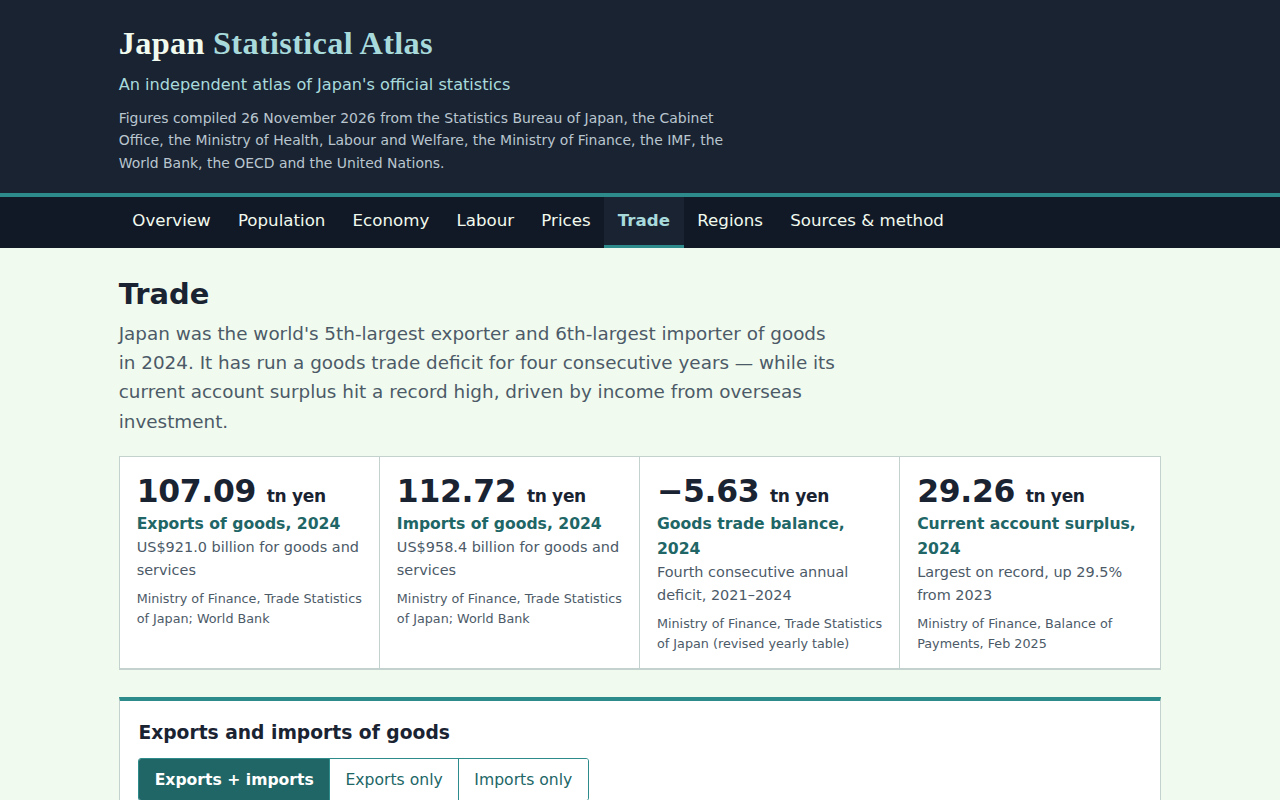 Japan Statistical Atlas
An independent atlas of Japan's official statistics
Figures compiled 26 November 2026 from the Statistics Bureau of Japan, the Cabinet
Office, the Ministry of Health, Labour and Welfare, the Ministry of Finance, the IMF, the
World Bank, the OECD and the United Nations.
Overview Population Economy Labour Prices Trade Regions Sources & method
Trade
Japan was the world's 5th-largest exporter and 6th-largest importer of goods
in 2024. It has run a goods trade deficit for four consecutive years — while its
current account surplus hit a record high, driven by income from overseas
investment.
107.09 tn yen
Exports of goods, 2024
US$921.0 billion for goods and
services
Ministry of Finance, Trade Statistics
of Japan; World Bank
112.72 tn yen
Imports of goods, 2024
US$958.4 billion for goods and
services
Ministry of Finance, Trade Statistics
of Japan; World Bank
−5.63 tn yen
Goods trade balance,
2024
Fourth consecutive annual
deficit, 2021–2024
Ministry of Finance, Trade Statistics
of Japan (revised yearly table)
29.26 tn yen
Current account surplus,
2024
Largest on record, up 29.5%
from 2023
Ministry of Finance, Balance of
Payments, Feb 2025
Exports and imports of goods
Exports + imports Exports only Imports only